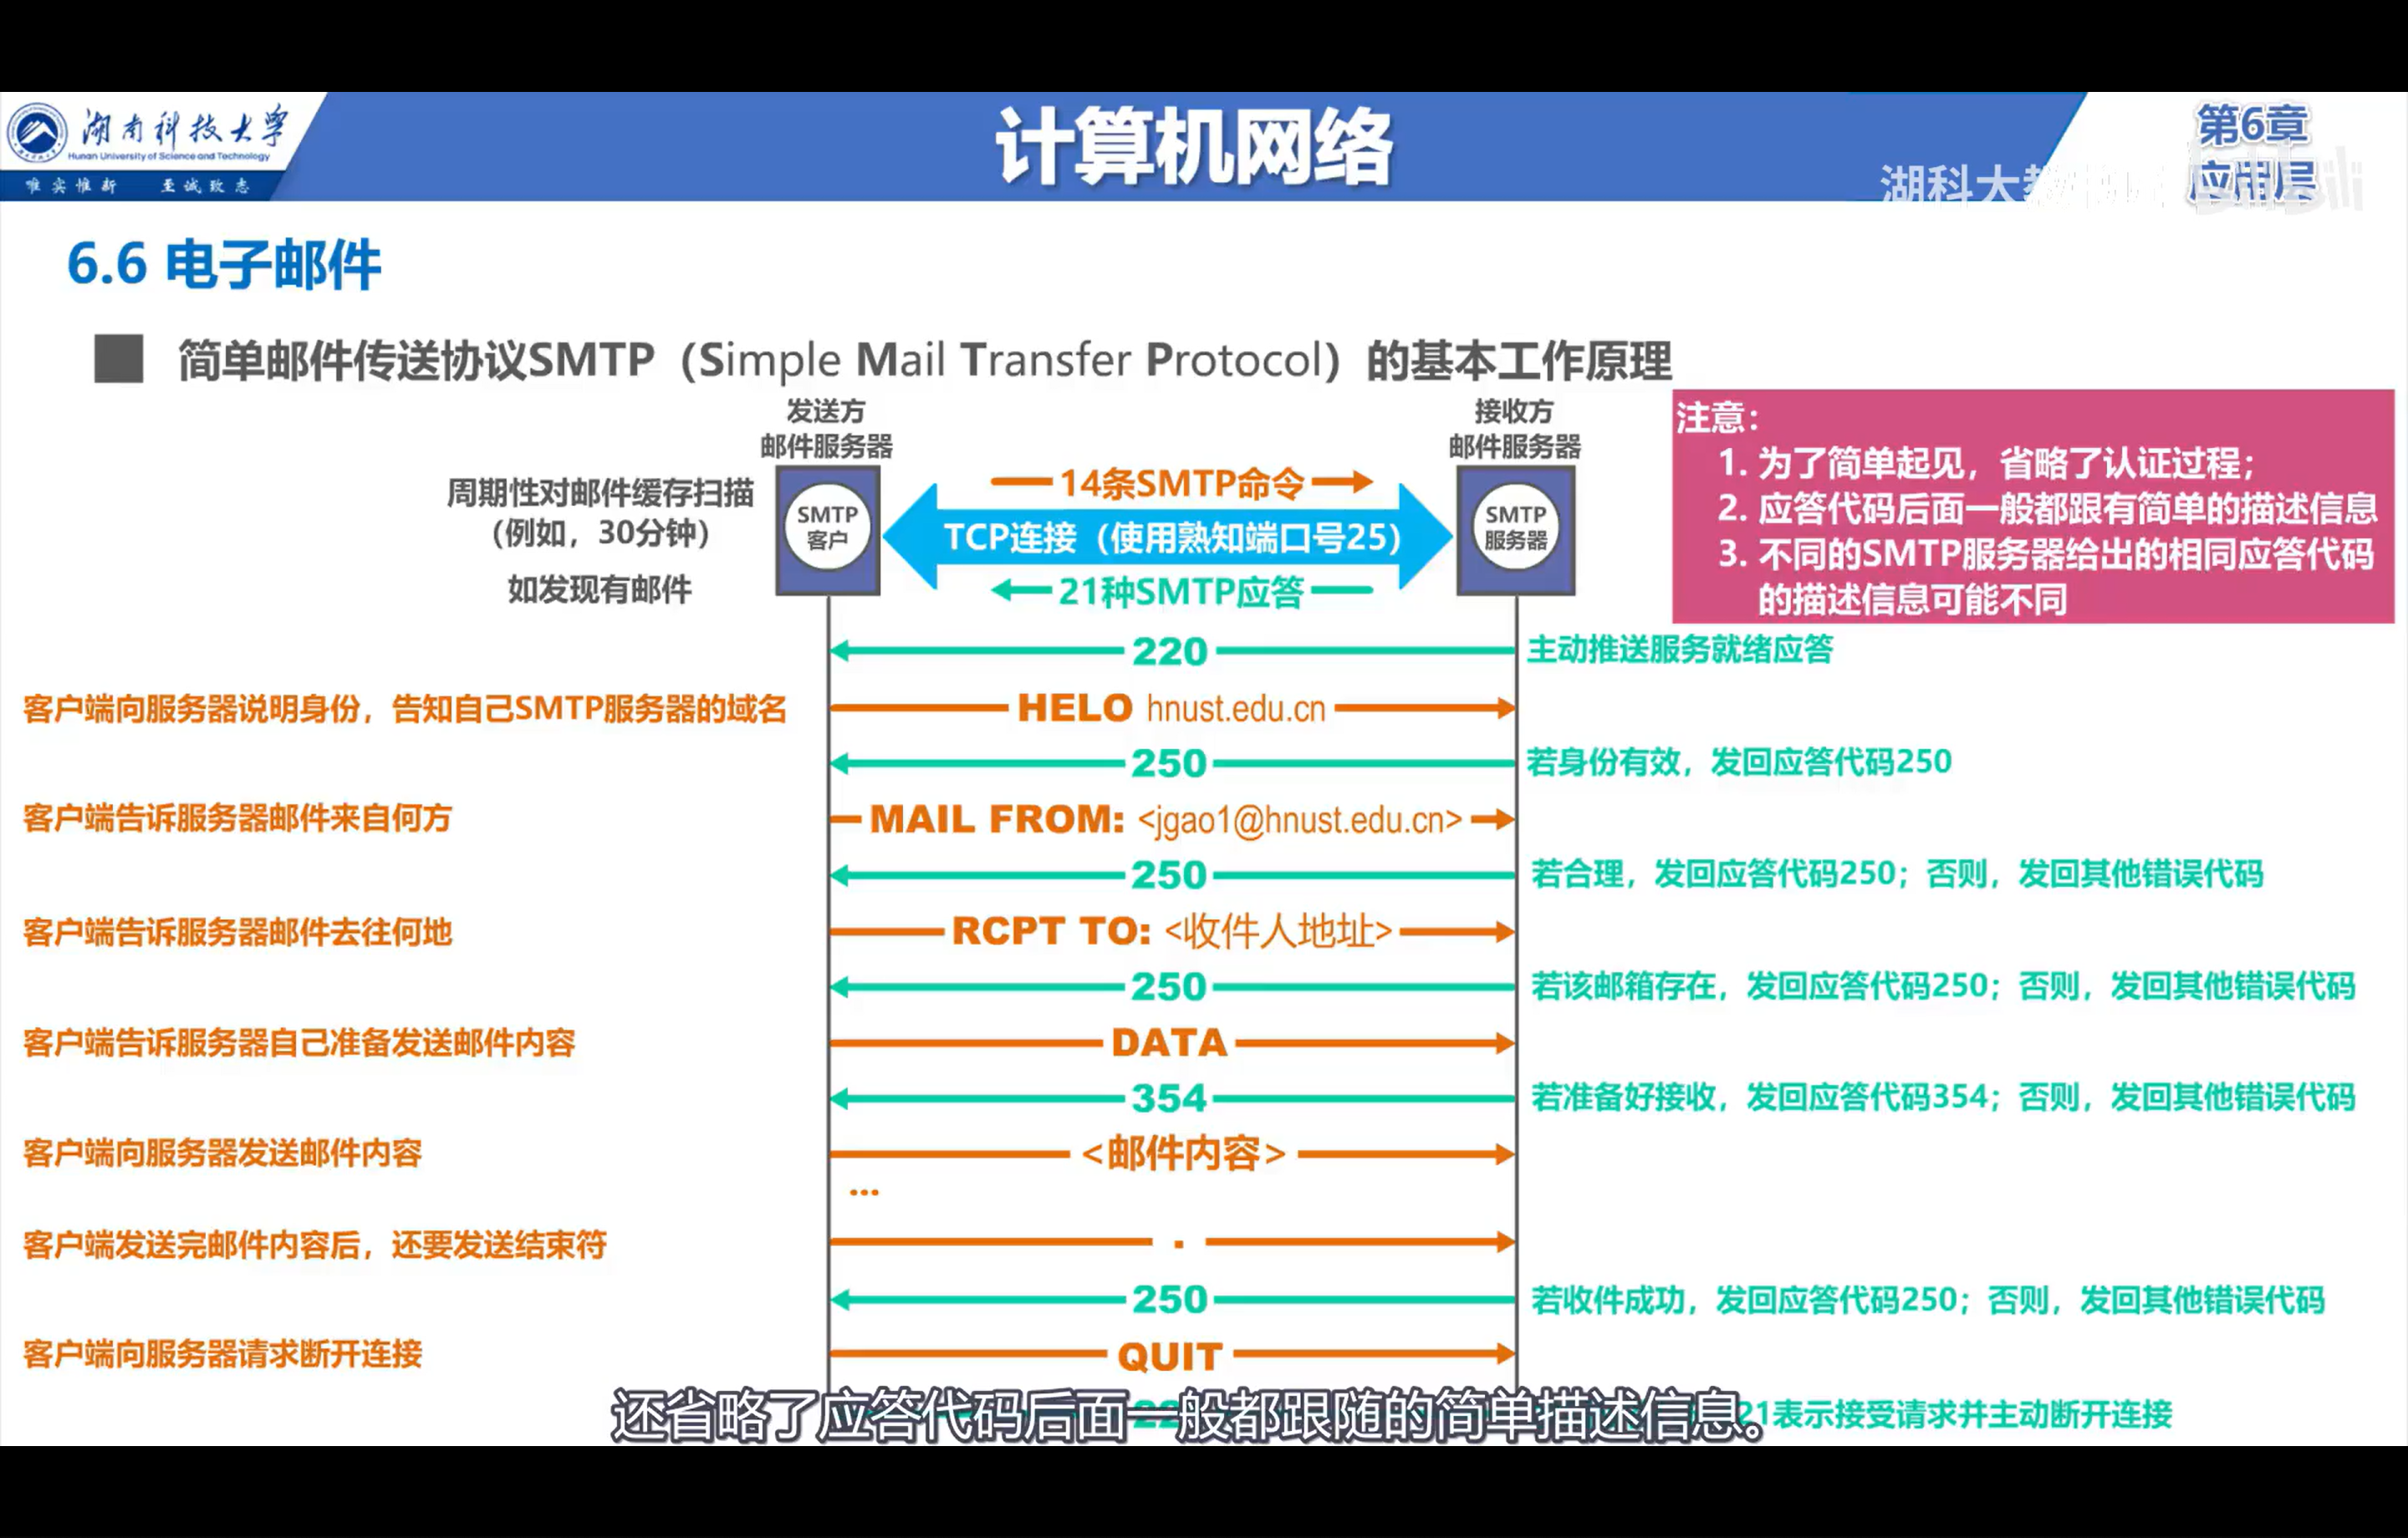 湖南科技大学
Hunan University of Science and Technology
唯实惟新 至诚致志
计算机网络
第6章
应用层
湖科大教书匠
bilibili
6.6 电子邮件
简单邮件传送协议SMTP（Simple Mail Transfer Protocol）的基本工作原理
发送方
邮件服务器
接收方
邮件服务器
周期性对邮件缓存扫描
（例如，30分钟）
如发现有邮件
SMTP
客户
14条SMTP命令
TCP连接（使用熟知端口号25）
21种SMTP应答
SMTP
服务器
注意：
1. 为了简单起见，省略了认证过程；
2. 应答代码后面一般都跟有简单的描述信息
3. 不同的SMTP服务器给出的相同应答代码
的描述信息可能不同
220
主动推送服务就绪应答
客户端向服务器说明身份，告知自己SMTP服务器的域名
HELO hnust.edu.cn
250
若身份有效，发回应答代码250
客户端告诉服务器邮件来自何方
MAIL FROM: <jgao1@hnust.edu.cn>
250
若合理，发回应答代码250；否则，发回其他错误代码
客户端告诉服务器邮件去往何地
RCPT TO: <收件人地址>
250
若该邮箱存在，发回应答代码250；否则，发回其他错误代码
客户端告诉服务器自己准备发送邮件内容
DATA
354
若准备好接收，发回应答代码354；否则，发回其他错误代码
客户端向服务器发送邮件内容
<邮件内容>
...
客户端发送完邮件内容后，还要发送结束符
.
250
若收件成功，发回应答代码250；否则，发回其他错误代码
客户端向服务器请求断开连接
QUIT
21表示接受请求并主动断开连接
还省略了应答代码后面一般都跟随的简单描述信息。